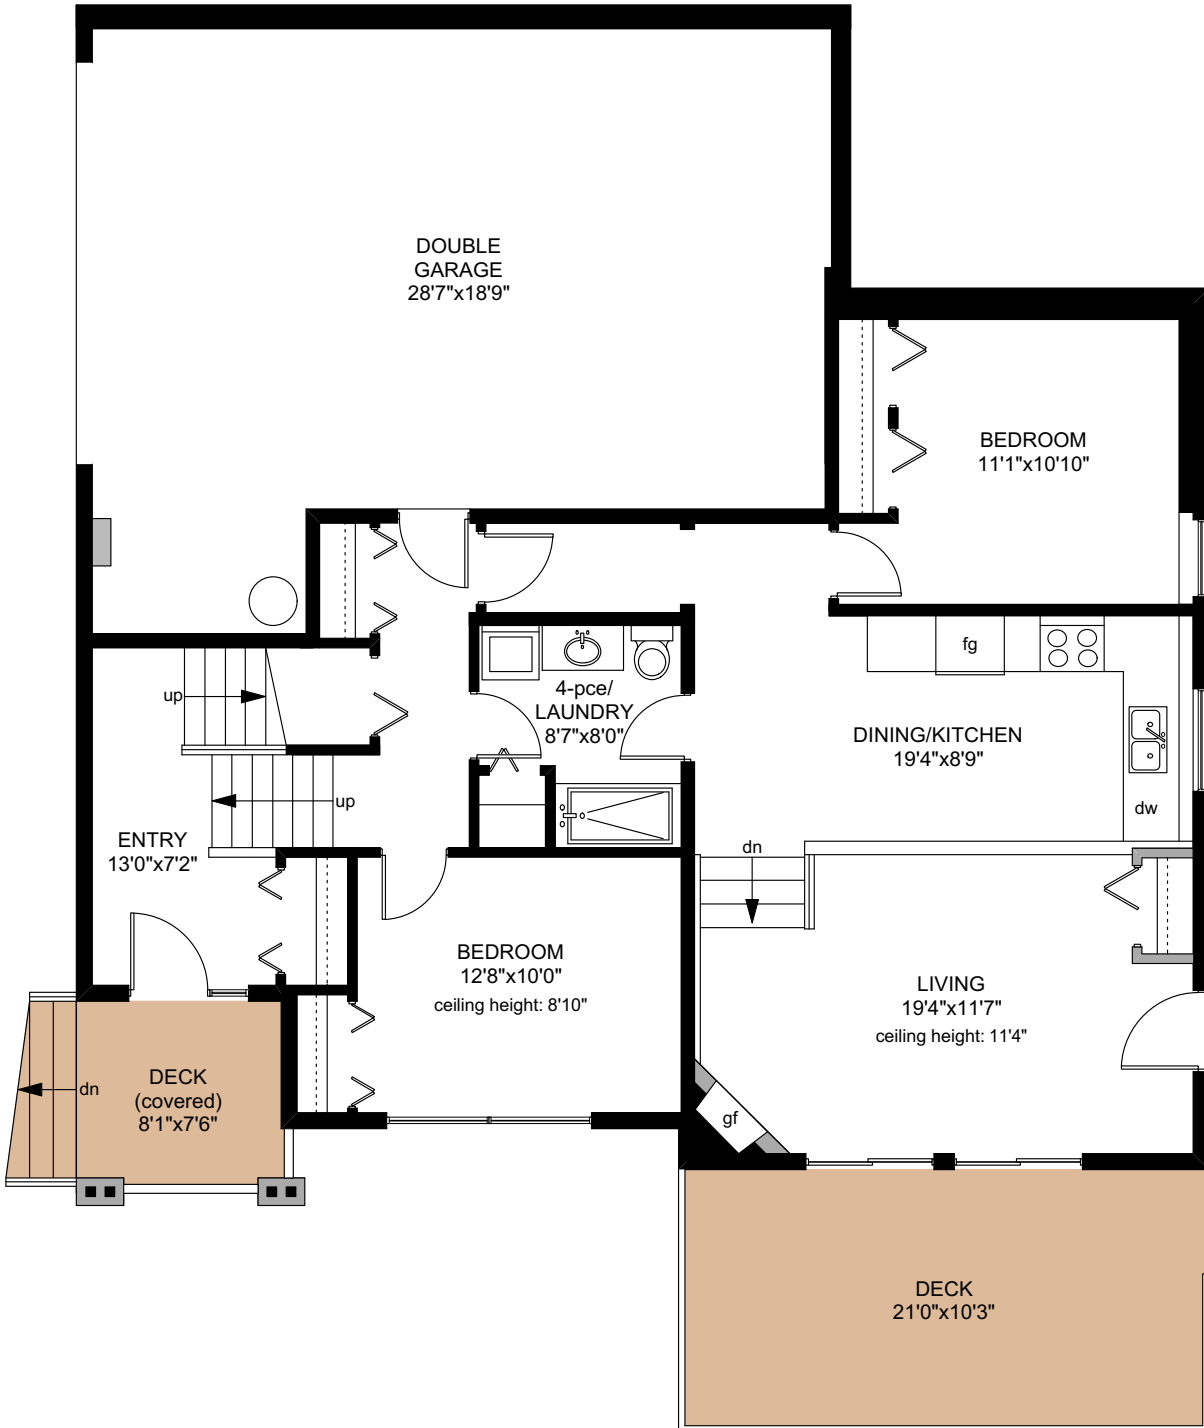 DOUBLE
GARAGE
28'7"x18'9"
BEDROOM
11'1"x10'10"
fg
up
4-pce/
LAUNDRY
8'7"x8'0"
DINING/KITCHEN
19'4"x8'9"
up
dw
ENTRY
13'0"x7'2"
dn
BEDROOM
12'8"x10'0"
ceiling height: 8'10"
LIVING
19'4"x11'7"
ceiling height: 11'4"
dn
DECK
(covered)
8'1"x7'6"
gf
DECK
21'0"x10'3"